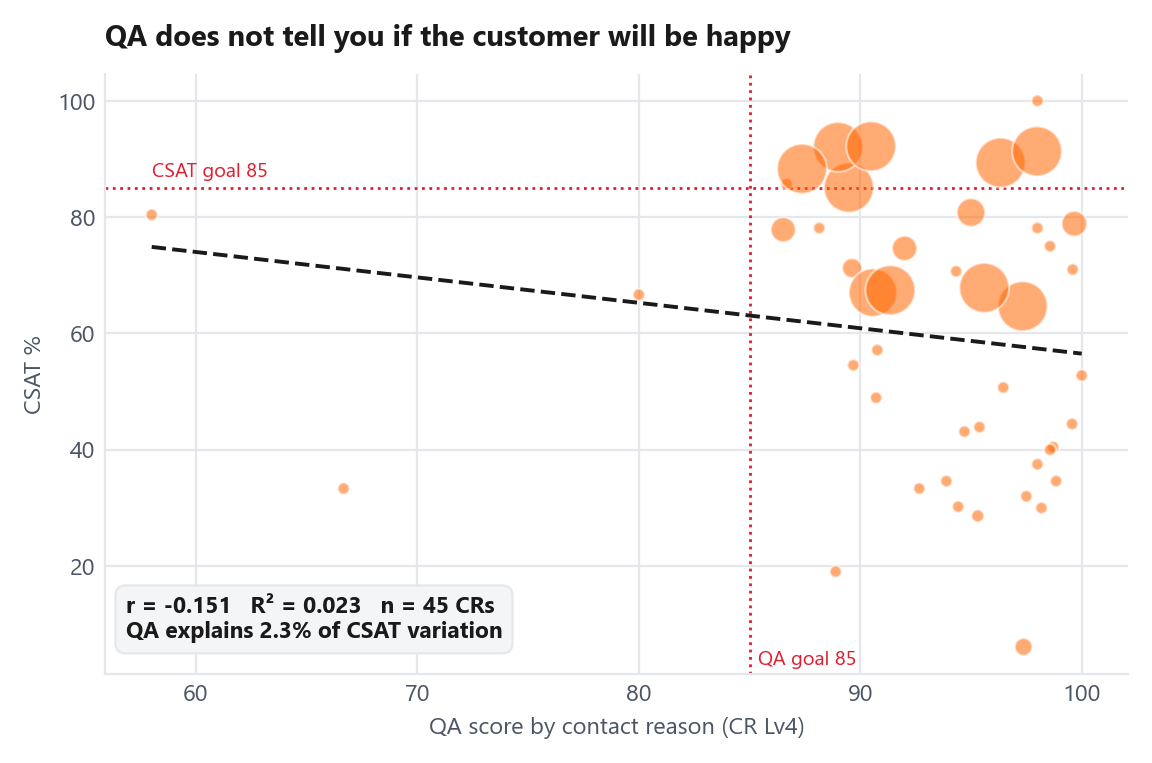 QA does not tell you if the customer will be happy
100
CSAT goal 85
80
60
CSAT %
40
20
r = -0.151   R² = 0.023   n = 45 CRs
QA explains 2.3% of CSAT variation
QA goal 85
60 70 80 90 100
QA score by contact reason (CR Lv4)